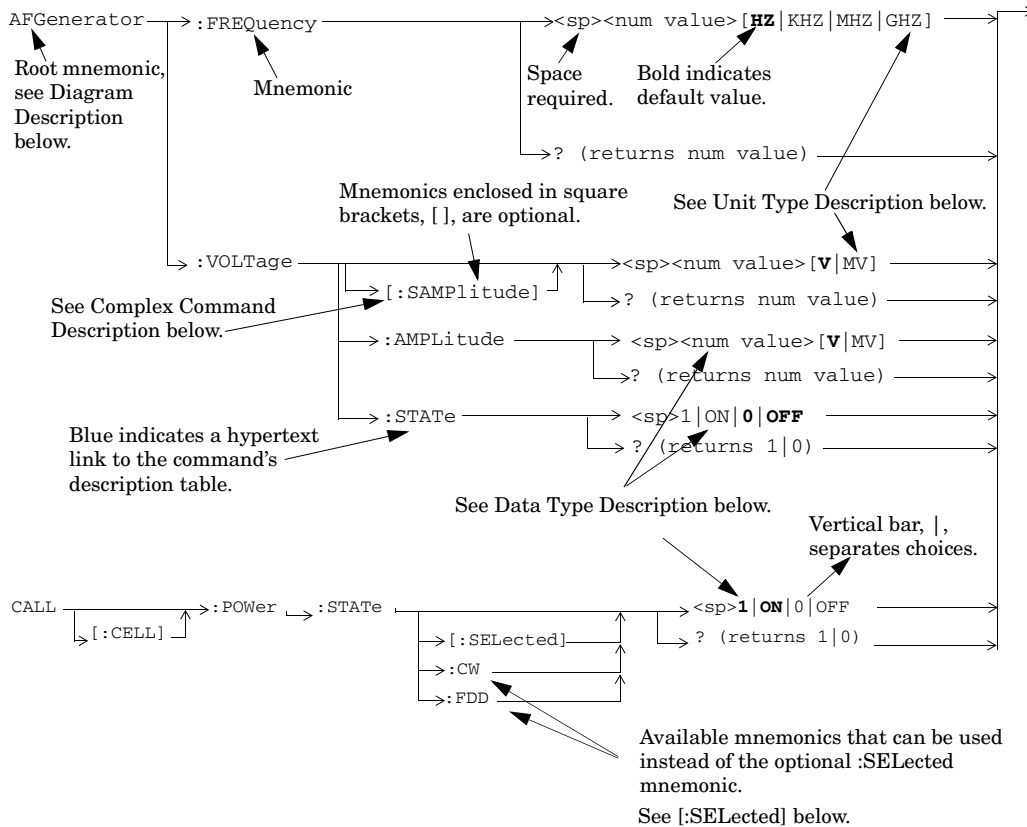 AFGenerator :FREQuency <sp><num value>[HZ|KHZ|MHZ|GHZ]
Root mnemonic,
see Diagram
Description
below.
Mnemonic
Space
required.
Bold indicates
default value.
? (returns num value)
Mnemonics enclosed in square
brackets, [ ], are optional.
See Unit Type Description below.
:VOLTage <sp><num value>[V|MV]
[:SAMPlitude] ? (returns num value)
See Complex Command
Description below.
:AMPLitude <sp><num value>[V|MV]
? (returns num value)
:STATe <sp>1|ON|0|OFF
? (returns 1|0)
Blue indicates a hypertext
link to the command's
description table.
See Data Type Description below.
Vertical bar, |,
separates choices.
CALL :POWer :STATe <sp>1|ON|0|OFF
[:CELL] [:SELected] ? (returns 1|0)
:CW
:FDD
Available mnemonics that can be used
instead of the optional :SELected
mnemonic.
See [:SELected] below.